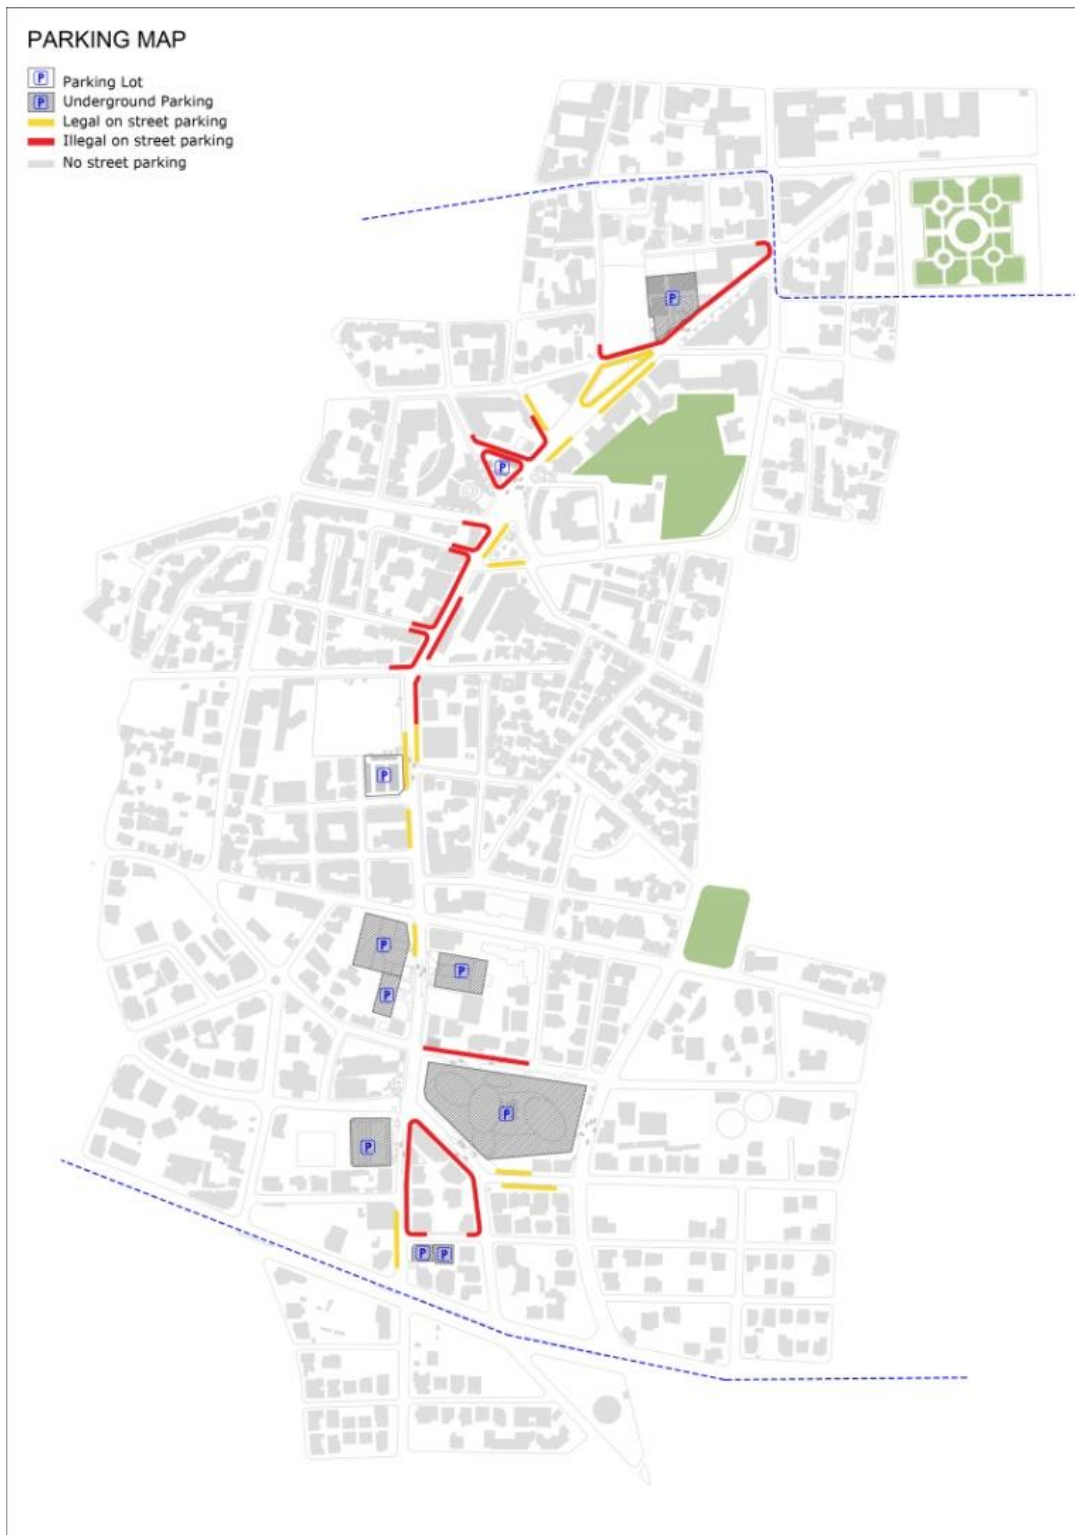 PARKING MAP
P Parking Lot
P Underground Parking
Legal on street parking
Illegal on street parking
No street parking
P
P
P
P
P
P
P
P
P
P